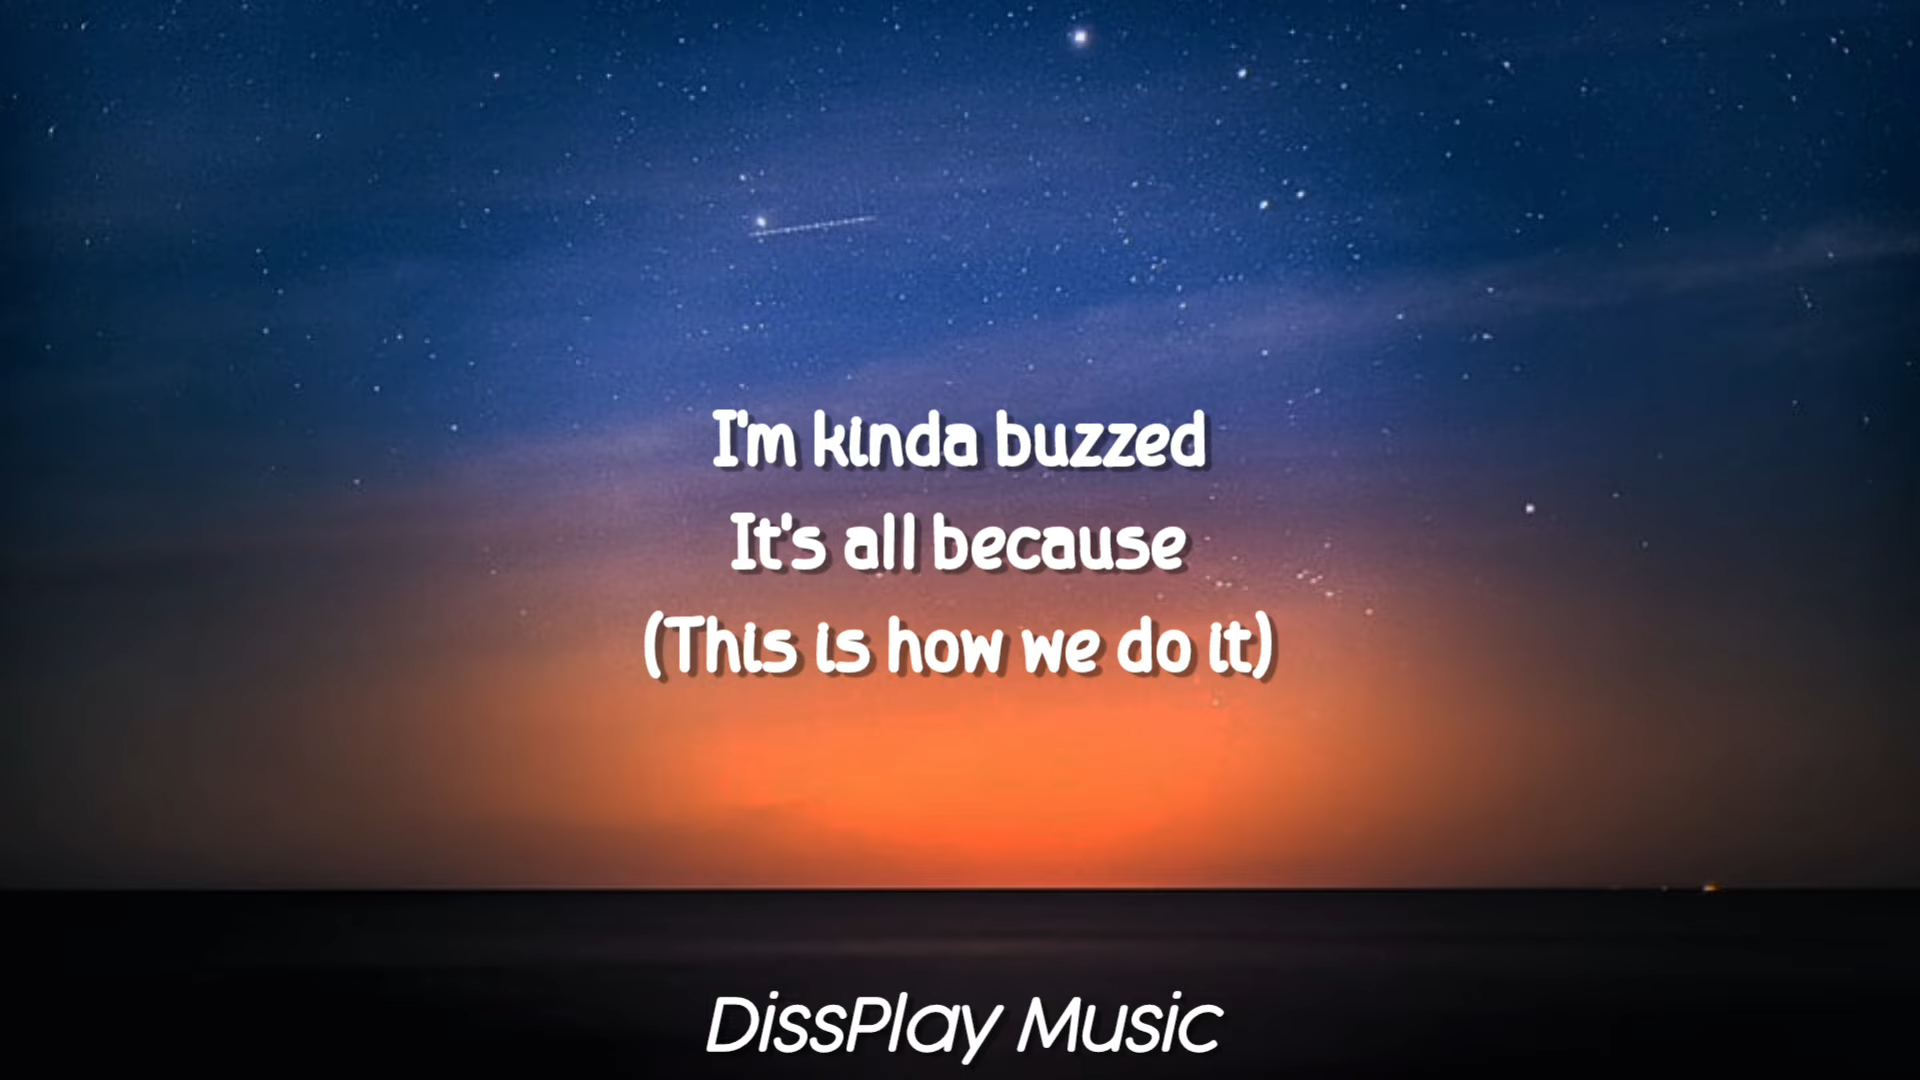 I'm kinda buzzed
It's all because
(This is how we do it)
DissPlay Music